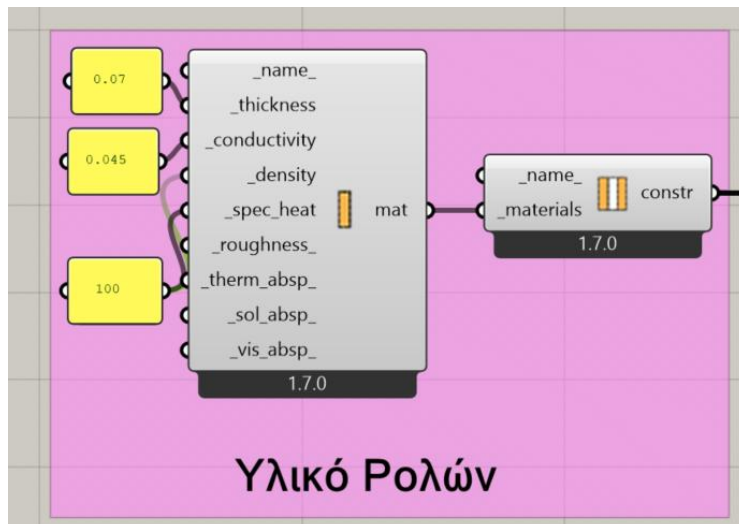 0.07
0.045
100
_name_
_thickness
_conductivity
_density
_spec_heat
_roughness_
_therm_absp_
_sol_absp_
_vis_absp_
mat
1.7.0
_name_
_materials
constr
1.7.0
Υλικό Ρολών